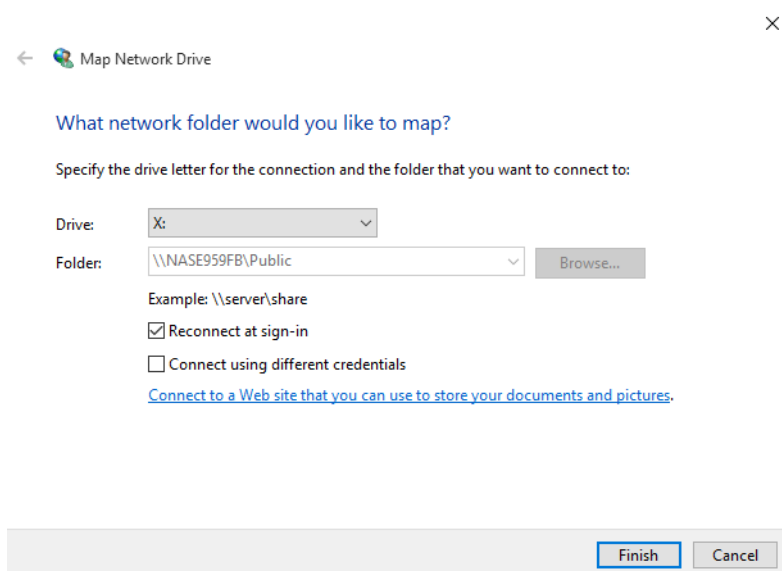 Map Network Drive
What network folder would you like to map?
Specify the drive letter for the connection and the folder that you want to connect to:
Drive: X:
Folder: \\NASE959FB\Public Browse...
Example: \\server\share
Reconnect at sign-in
Connect using different credentials
Connect to a Web site that you can use to store your documents and pictures.
Finish Cancel